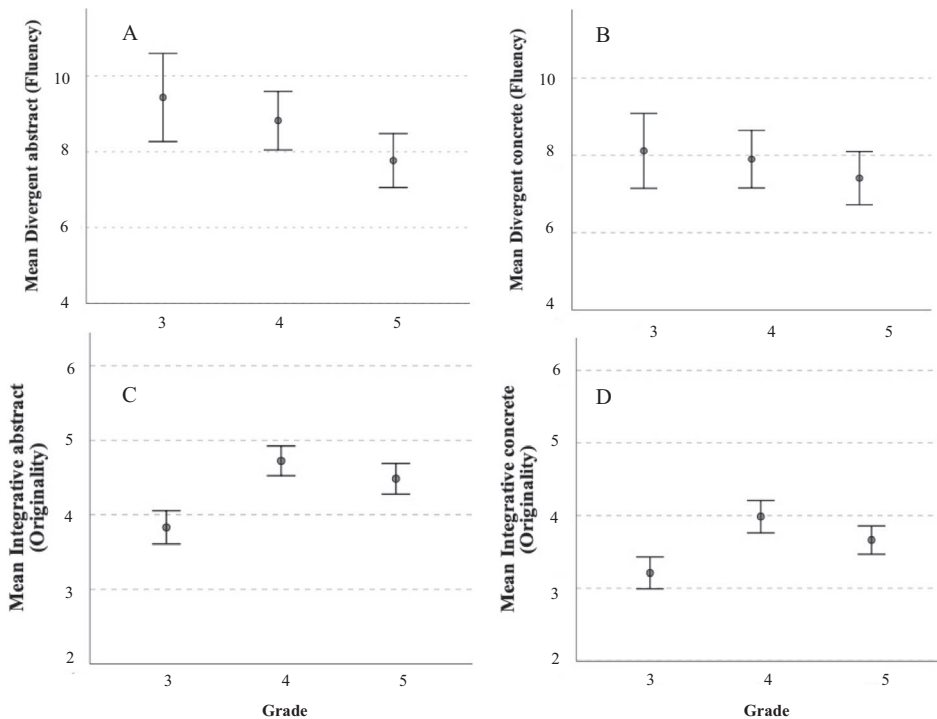 A
Mean Divergent abstract (Fluency)
10
8
6
4
3 4 5
B
Mean Divergent concrete (Fluency)
10
8
6
4
3 4 5
C
Mean Integrative abstract
(Originality)
6
5
4
3
2
3 4 5
Grade
D
Mean Integrative concrete
(Originality)
6
5
4
3
2
3 4 5
Grade